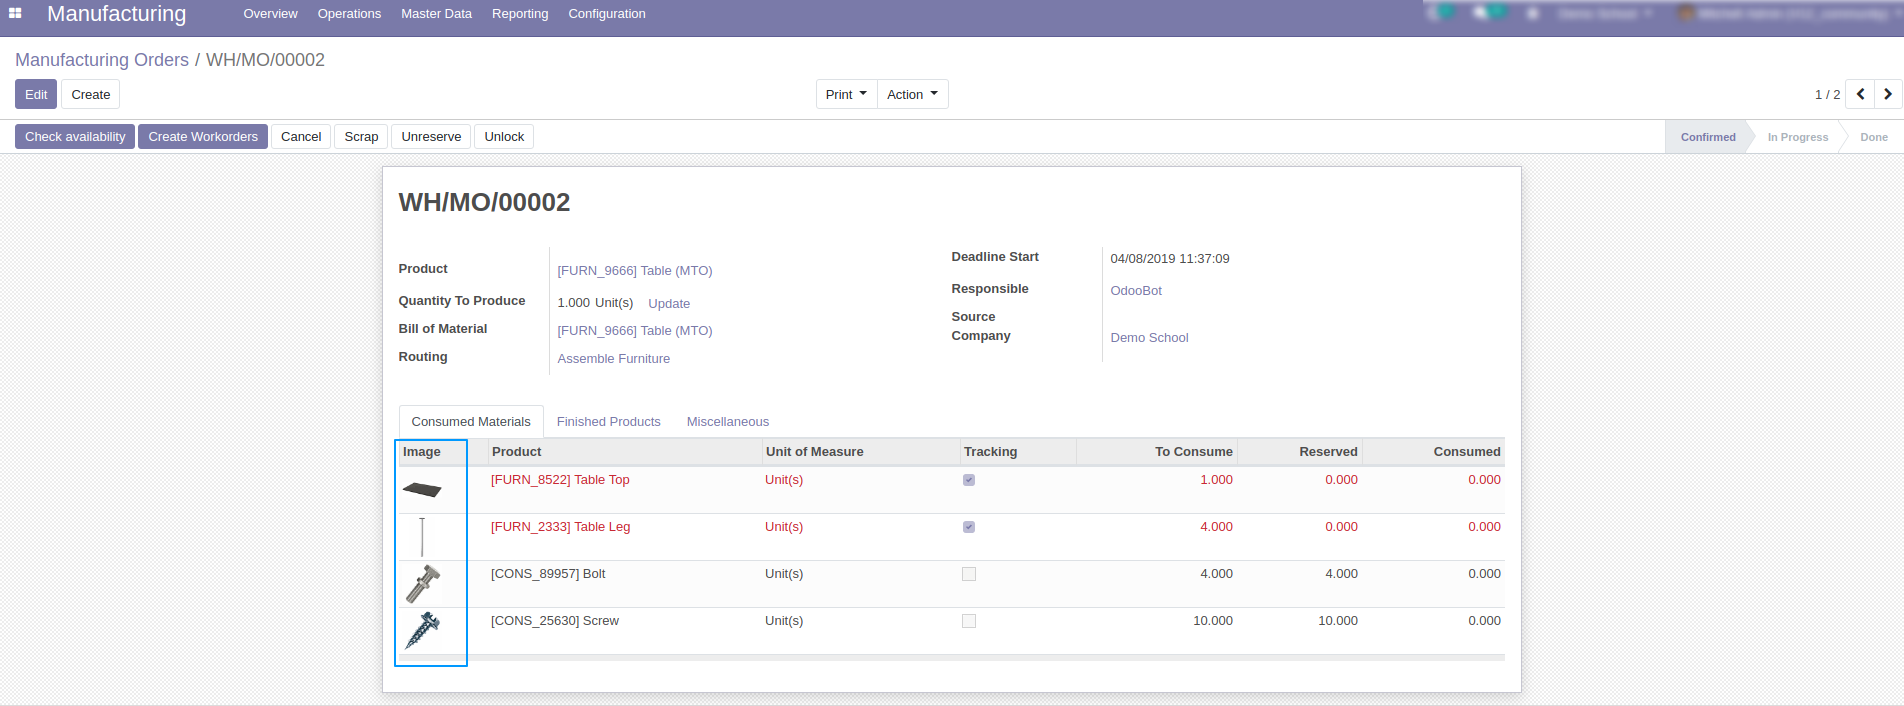 Manufacturing Overview Operations Master Data Reporting Configuration
Manufacturing Orders / WH/MO/00002
Edit Create Print Action 1 / 2
Check availability Create Workorders Cancel Scrap Unreserve Unlock Confirmed In Progress Done
WH/MO/00002
Product [FURN_9666] Table (MTO)
Quantity To Produce 1.000 Unit(s) Update
Bill of Material [FURN_9666] Table (MTO)
Routing Assemble Furniture
Deadline Start 04/08/2019 11:37:09
Responsible OdooBot
Source
Company Demo School
Consumed Materials Finished Products Miscellaneous
Image Product Unit of Measure Tracking To Consume Reserved Consumed
[FURN_8522] Table Top Unit(s) 1.000 0.000 0.000
[FURN_2333] Table Leg Unit(s) 4.000 0.000 0.000
[CONS_89957] Bolt Unit(s) 4.000 4.000 0.000
[CONS_25630] Screw Unit(s) 10.000 10.000 0.000